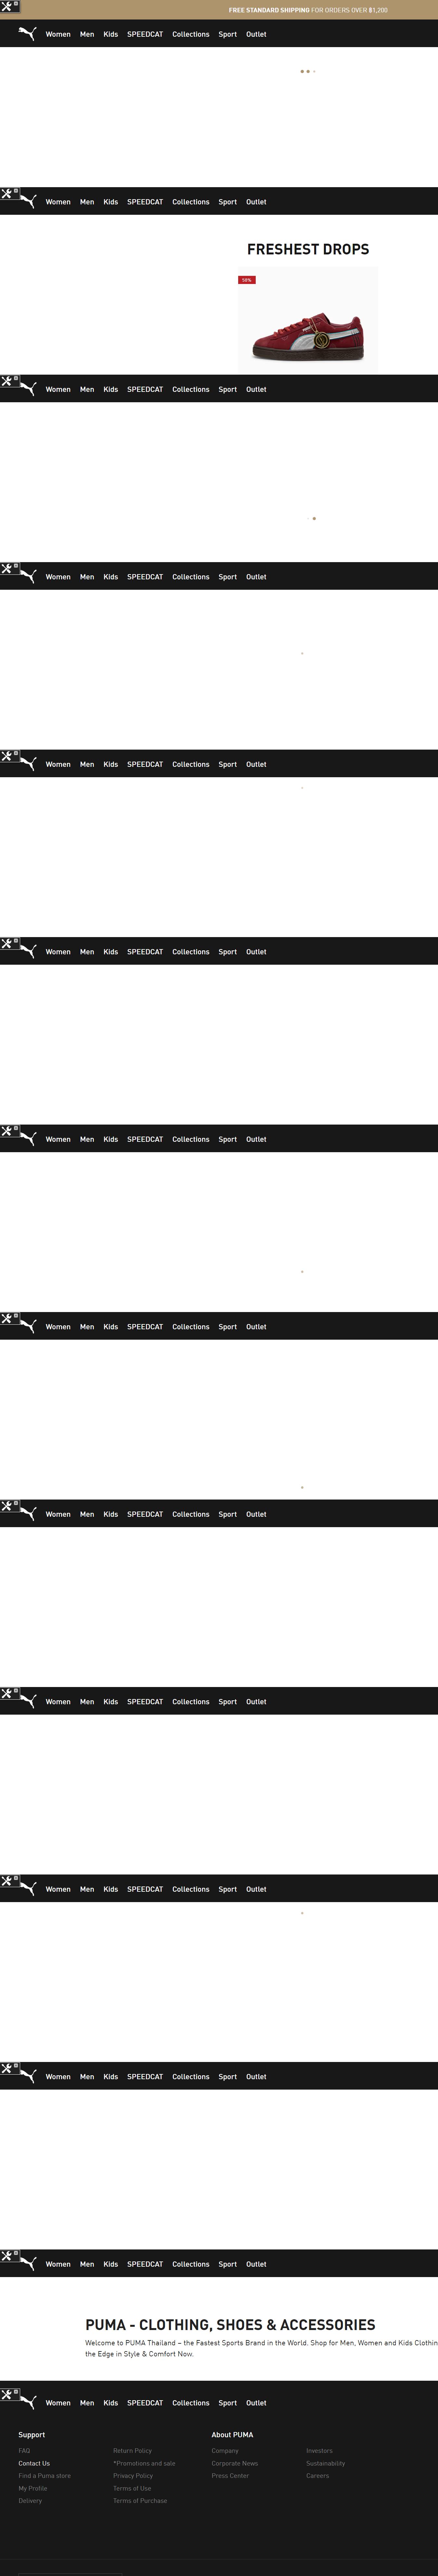 FREE STANDARD SHIPPING FOR ORDERS OVER ฿1,200
Women Men Kids SPEEDCAT Collections Sport Outlet
Women Men Kids SPEEDCAT Collections Sport Outlet
FRESHEST DROPS
50%
Women Men Kids SPEEDCAT Collections Sport Outlet
Women Men Kids SPEEDCAT Collections Sport Outlet
Women Men Kids SPEEDCAT Collections Sport Outlet
Women Men Kids SPEEDCAT Collections Sport Outlet
Women Men Kids SPEEDCAT Collections Sport Outlet
Women Men Kids SPEEDCAT Collections Sport Outlet
Women Men Kids SPEEDCAT Collections Sport Outlet
Women Men Kids SPEEDCAT Collections Sport Outlet
Women Men Kids SPEEDCAT Collections Sport Outlet
Women Men Kids SPEEDCAT Collections Sport Outlet
Women Men Kids SPEEDCAT Collections Sport Outlet
PUMA - CLOTHING, SHOES & ACCESSORIES
Welcome to PUMA Thailand – the Fastest Sports Brand in the World. Shop for Men, Women and Kids Clothin
the Edge in Style & Comfort Now.
Women Men Kids SPEEDCAT Collections Sport Outlet
Support
FAQ
Contact Us
Find a Puma store
My Profile
Delivery
Return Policy
*Promotions and sale
Privacy Policy
Terms of Use
Terms of Purchase
About PUMA
Company
Corporate News
Press Center
Investors
Sustainability
Careers